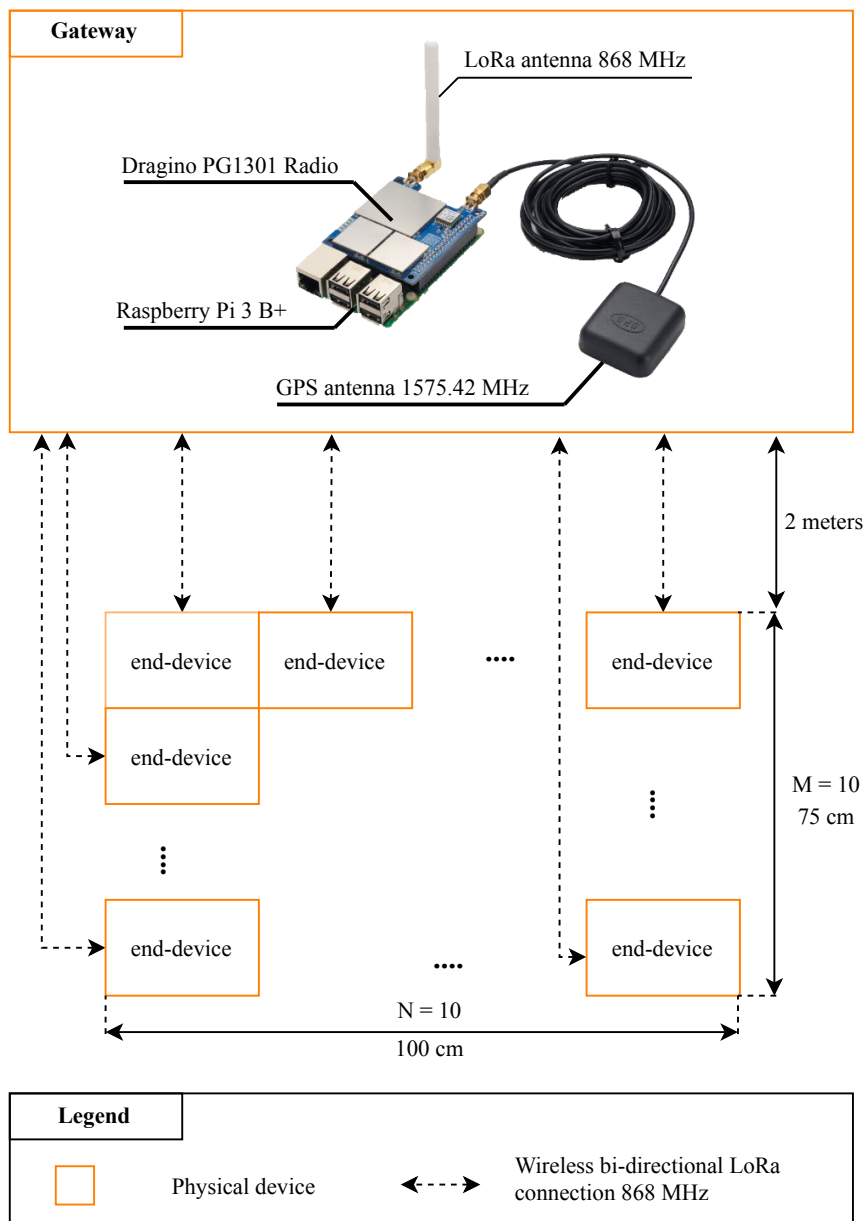 Gateway
LoRa antenna 868 MHz
Dragino PG1301 Radio
Raspberry Pi 3 B+
GPS antenna 1575.42 MHz
2 meters
end-device
end-device
....
end-device
end-device
....
M = 10
75 cm
....
end-device
....
end-device
N = 10
100 cm
Legend
Physical device
Wireless bi-directional LoRa
connection 868 MHz